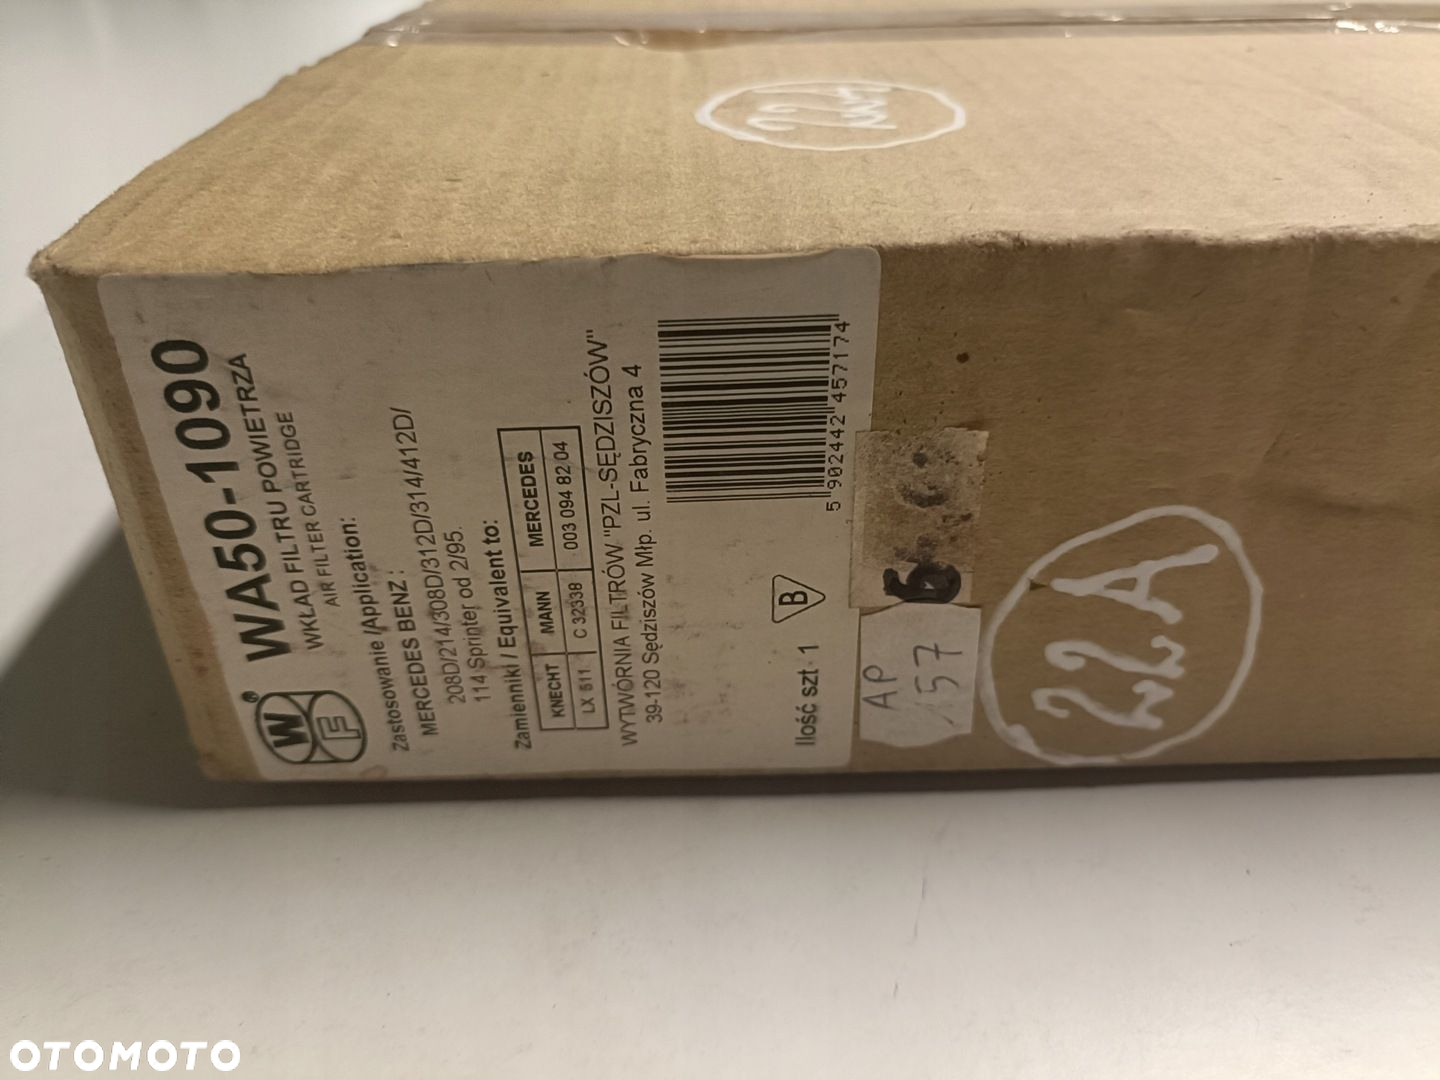 WF®
WA50-1090
WKŁAD FILTRU POWIETRZA
AIR FILTER CARTRIDGE
Zastosowanie /Application:
MERCEDES BENZ :
208D/214/308D/312D/314/412D/
114 Sprinter od 2/95.
Zamienniki / Equivalent to:
KNECHT MANN MERCEDES
LX 511 C 32338 003 094 82 04
WYTWÓRNIA FILTRÓW "PZL-SĘDZISZÓW"
39-120 Sędziszów Młp. ul. Fabryczna 4
5 902442 457174
Ilość szt 1
B
AP
157
22A
22A
OTOMOTO